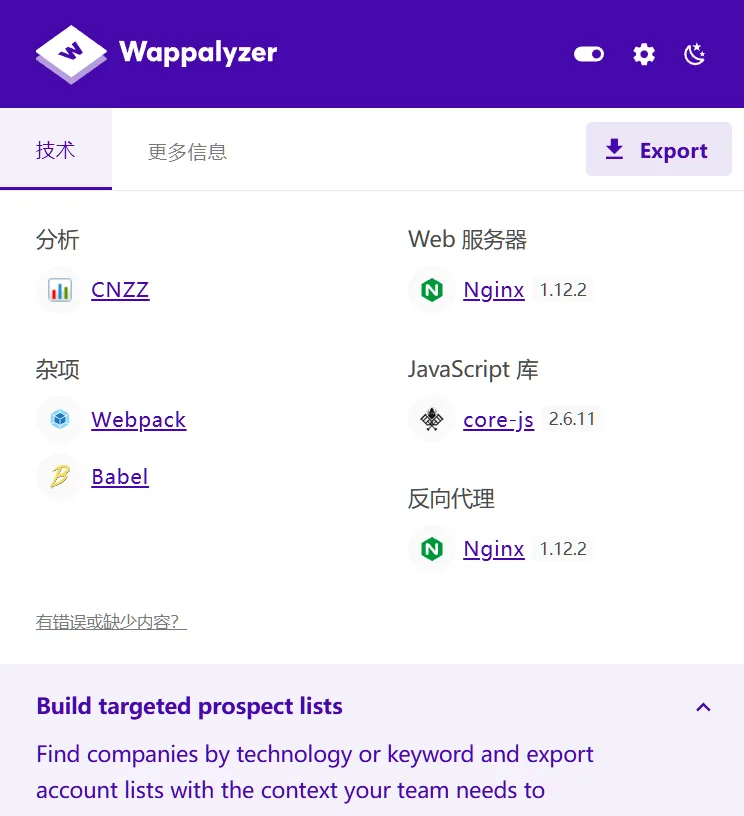 Wappalyzer
技术
更多信息
Export
分析
CNZZ
杂项
Webpack
Babel
Web 服务器
Nginx 1.12.2
JavaScript 库
core-js 2.6.11
反向代理
Nginx 1.12.2
有错误或缺少内容？
Build targeted prospect lists
Find companies by technology or keyword and export
account lists with the context your team needs to